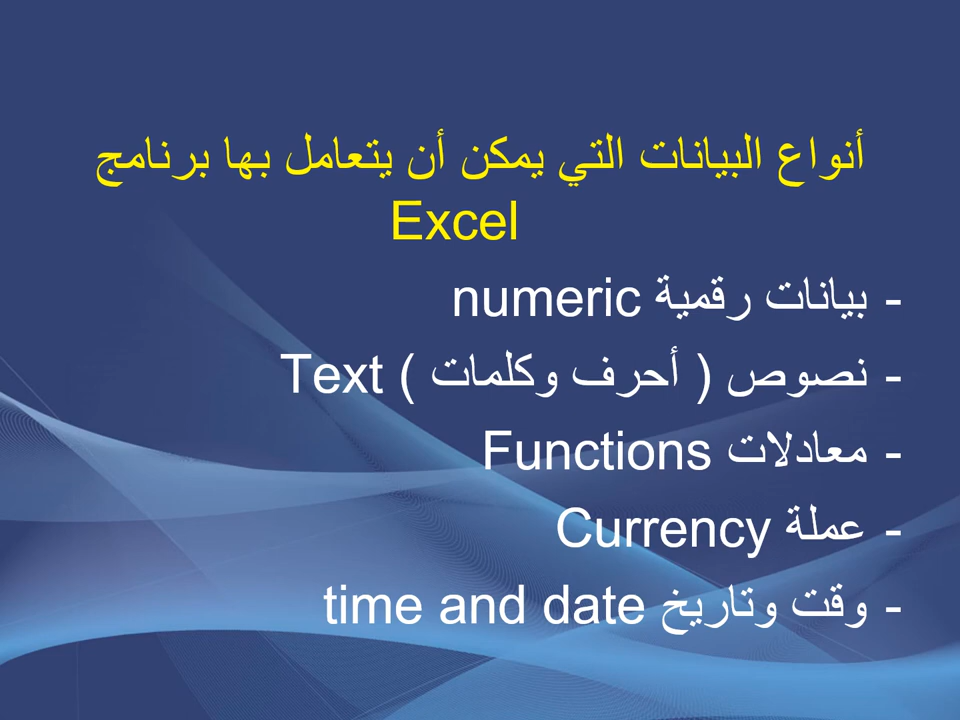 أنواع البيانات التي يمكن أن يتعامل بها برنامج
Excel
- بيانات رقمية numeric
- نصوص ( أحرف وكلمات ) Text
- معادلات Functions
- عملة Currency
- وقت وتاريخ time and date